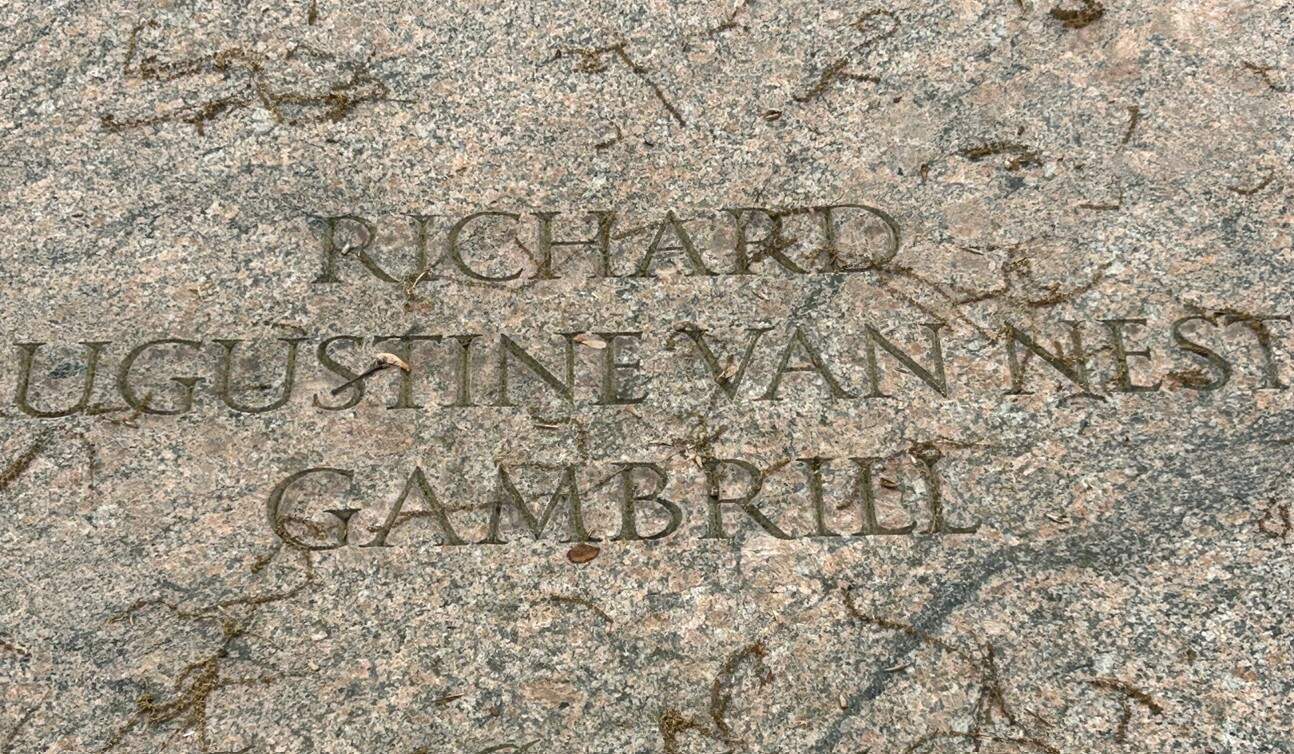 RICHARD
UGUSTINE VAN NEST
GAMBRILL